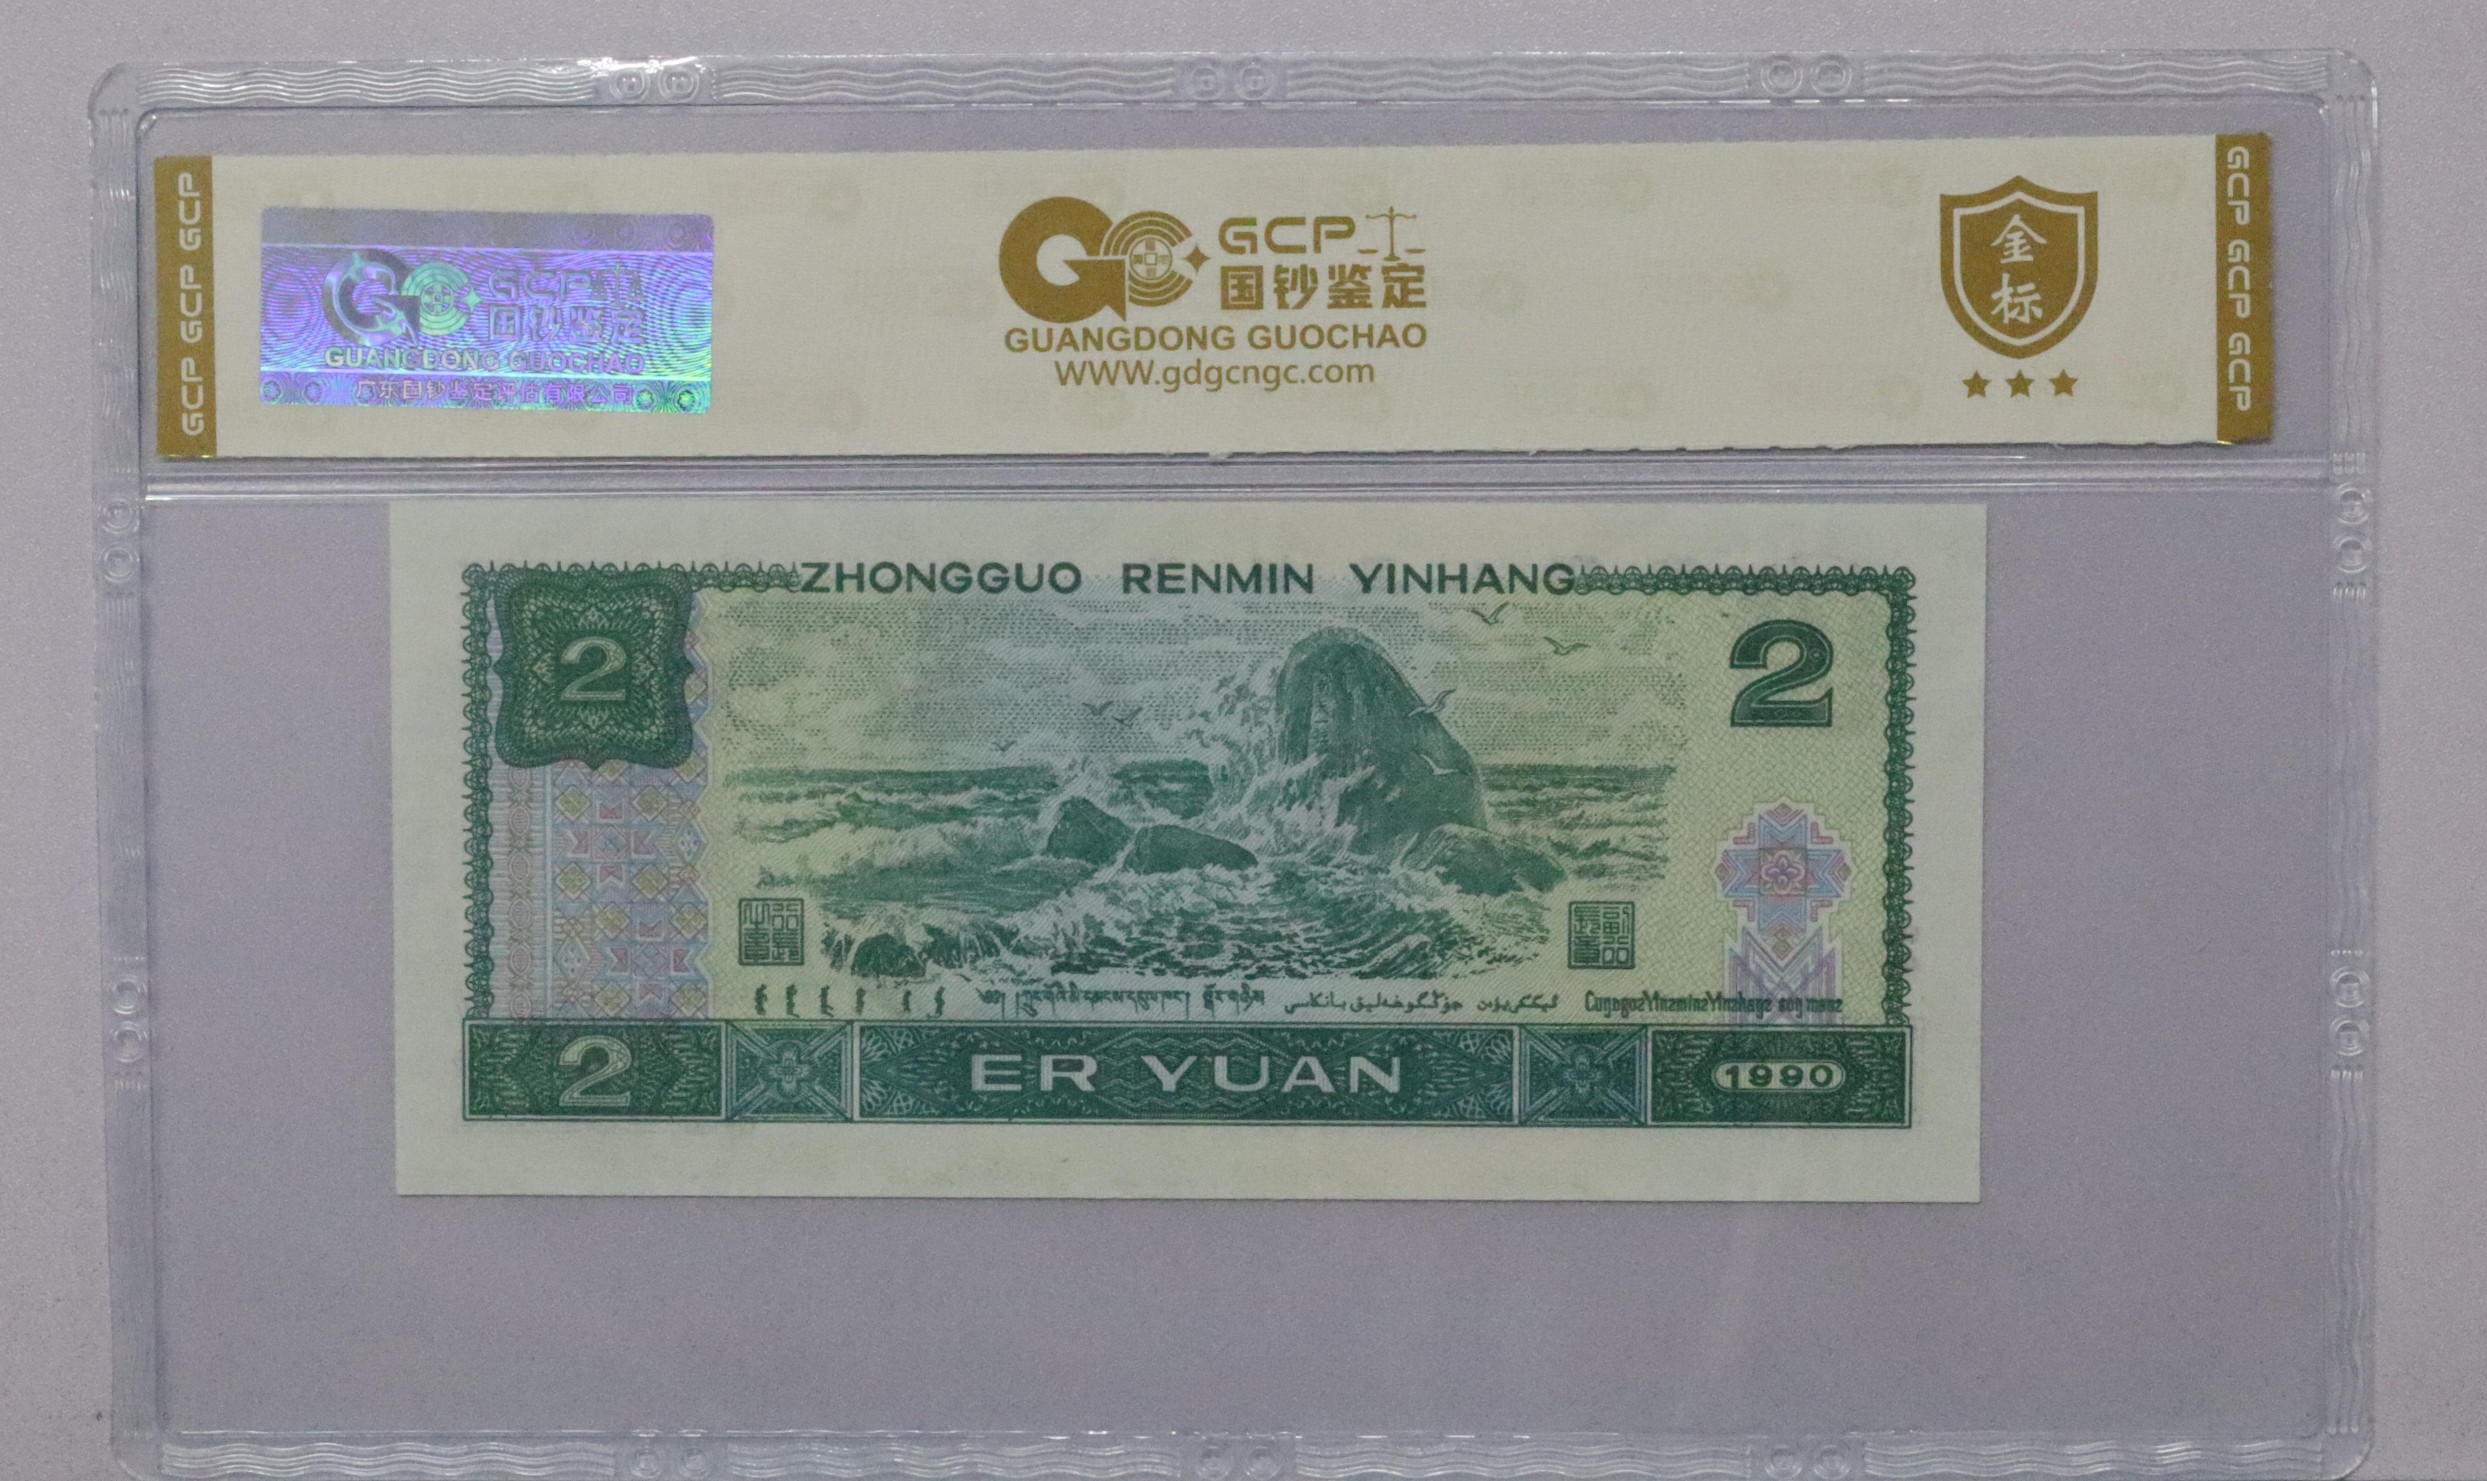 GCP GCP GCP
GCP
国钞鉴定
GUANGDONG GUOCHAO
广东国钞鉴定评估有限公司
GCP
国钞鉴定
GUANGDONG GUOCHAO
www.gdgcngc.com
金
标
GCP GCP GCP
ZHONGGUO RENMIN YINHANG
2
2
2
ER YUAN
1990